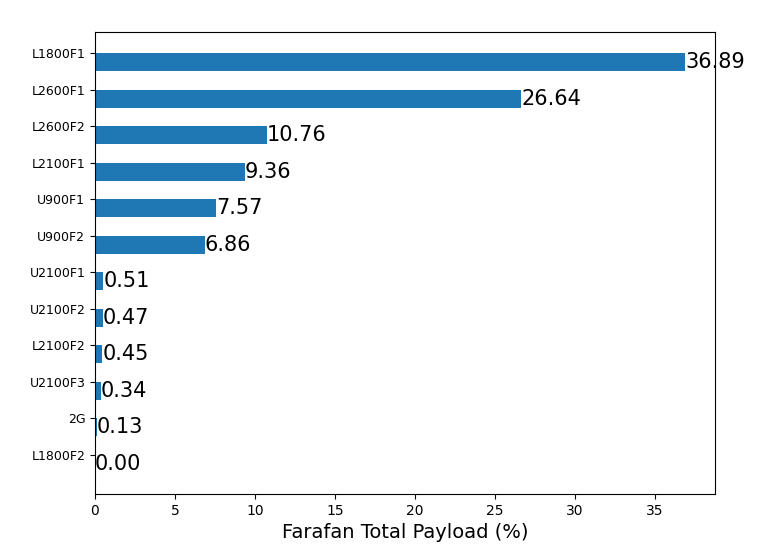 L1800F1 36.89
L2600F1 26.64
L2600F2 10.76
L2100F1 9.36
U900F1 7.57
U900F2 6.86
U2100F1 0.51
U2100F2 0.47
L2100F2 0.45
U2100F3 0.34
2G 0.13
L1800F2 0.00
0 5 10 15 20 25 30 35
Farafan Total Payload (%)